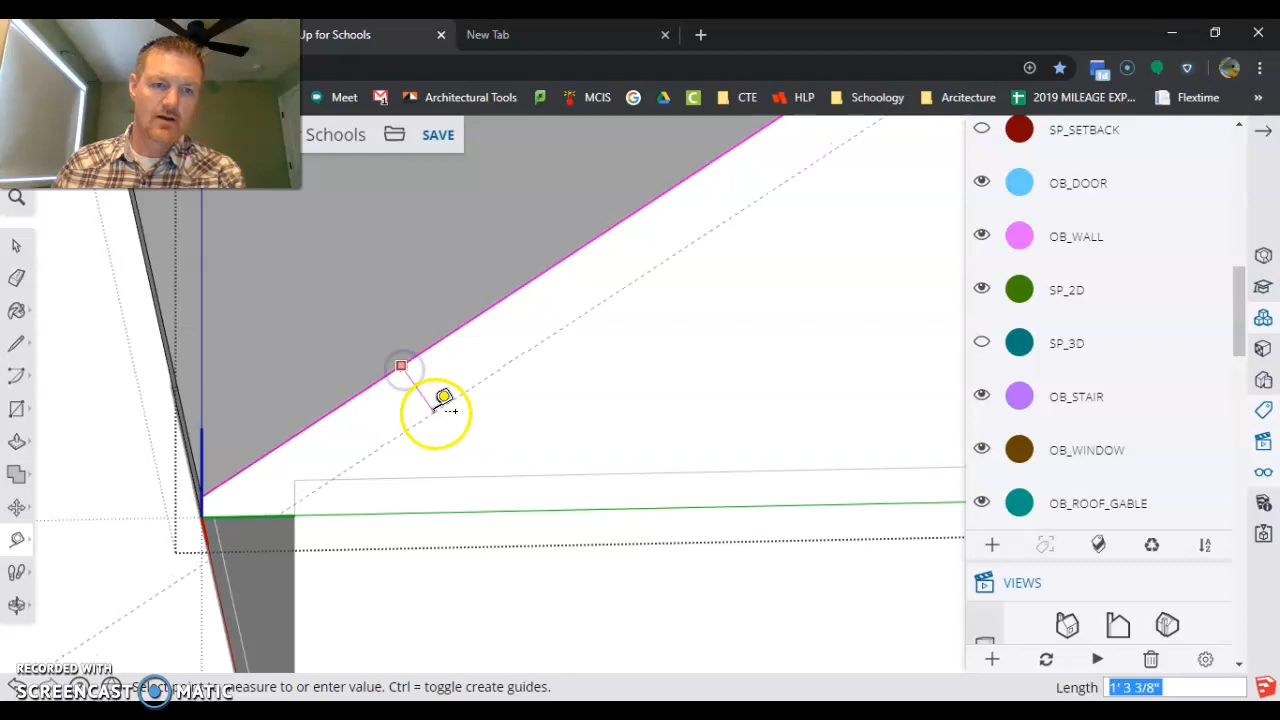 Up for Schools
New Tab
Meet
1
Architectural Tools
MCIS
CTE
HLP
Schoology
Arcitecture
2019 MILEAGE EXP...
Flextime
»
Schools
SAVE
SP_SETBACK
OB_DOOR
OB_WALL
SP_2D
SP_3D
OB_STAIR
OB_WINDOW
OB_ROOF_GABLE
VIEWS
RECORDED WITH
SCREENCAST MATIC
measure to or enter value. Ctrl = toggle create guides.
Length 1' 3 3/8"